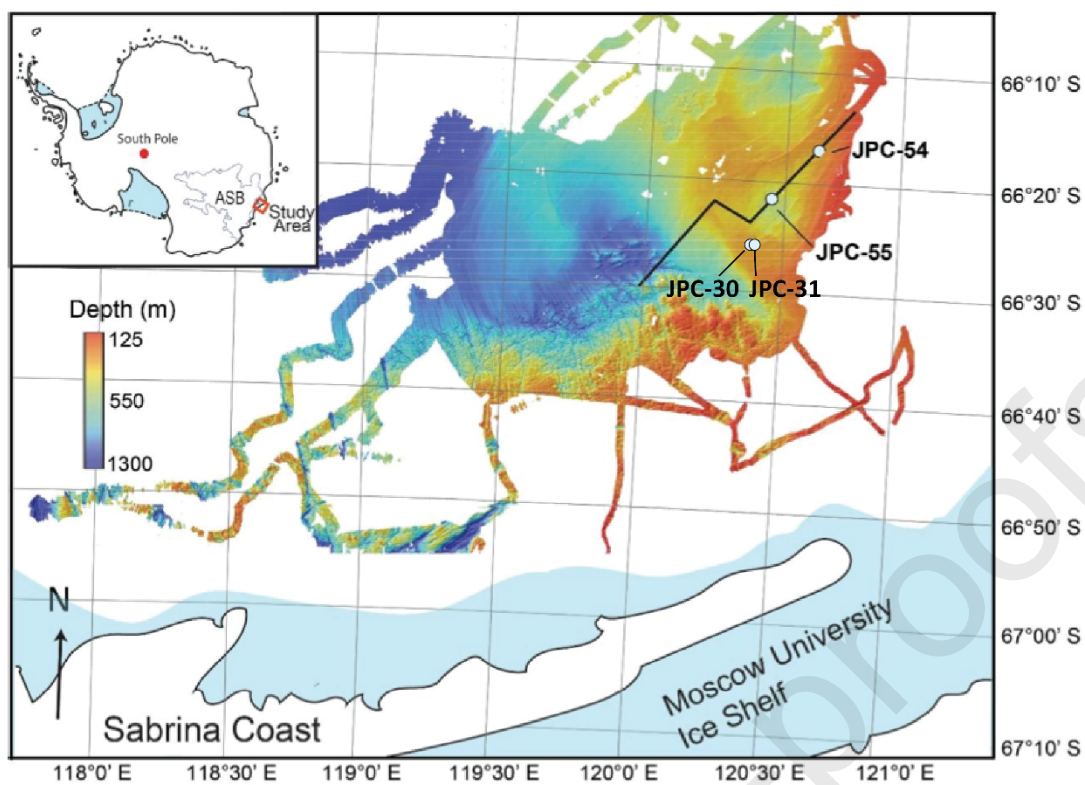 South Pole
ASB
Study
Area
Depth (m)
125
550
1300
JPC-54
JPC-55
JPC-30 JPC-31
66°10' S
66°20' S
66°30' S
66°40' S
66°50' S
67°00' S
67°10' S
N
Sabrina Coast
Moscow University
Ice Shelf
118°0' E 118°30' E 119°0' E 119°30' E 120°0' E 120°30' E 121°0' E
proofs